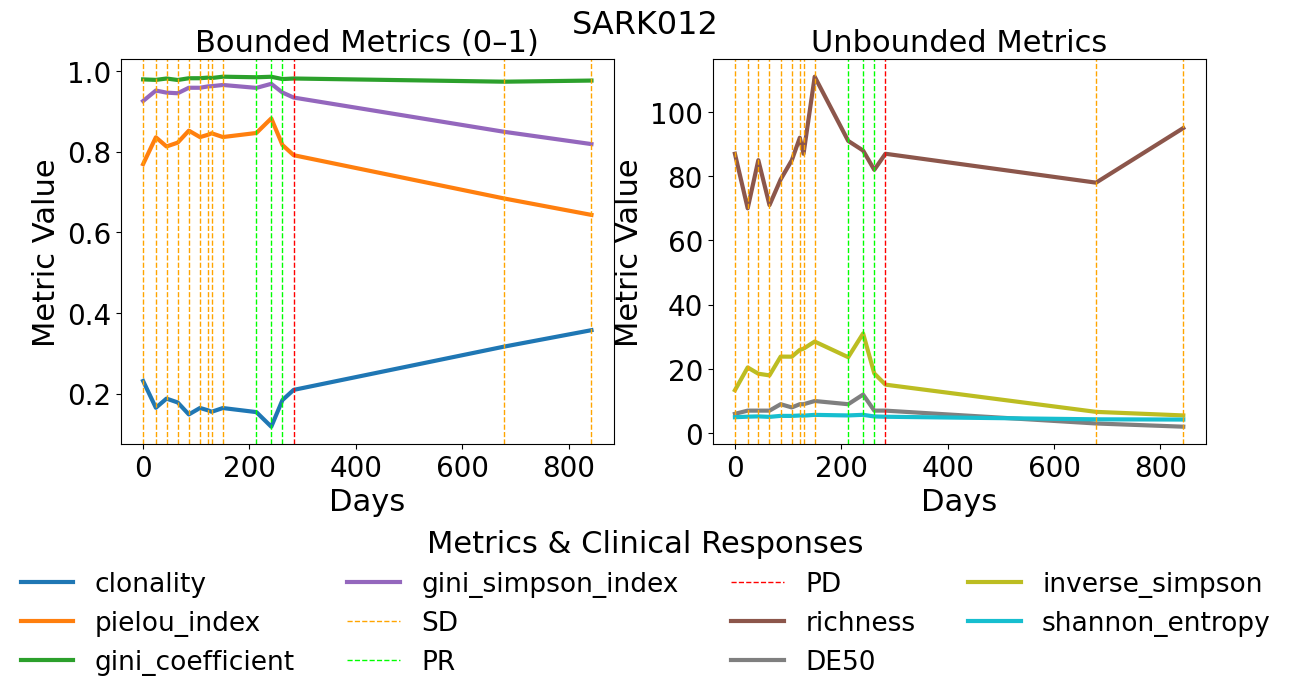 SARK012
Bounded Metrics (0–1)
Unbounded Metrics
1.0
0.8
0.6
0.4
0.2
Metric Value
0 200 400 600 800
Days
100
80
60
40
20
0
Metric Value
0 200 400 600 800
Days
Metrics & Clinical Responses
clonality
pielou_index
gini_coefficient
gini_simpson_index
SD
PR
PD
richness
DE50
inverse_simpson
shannon_entropy